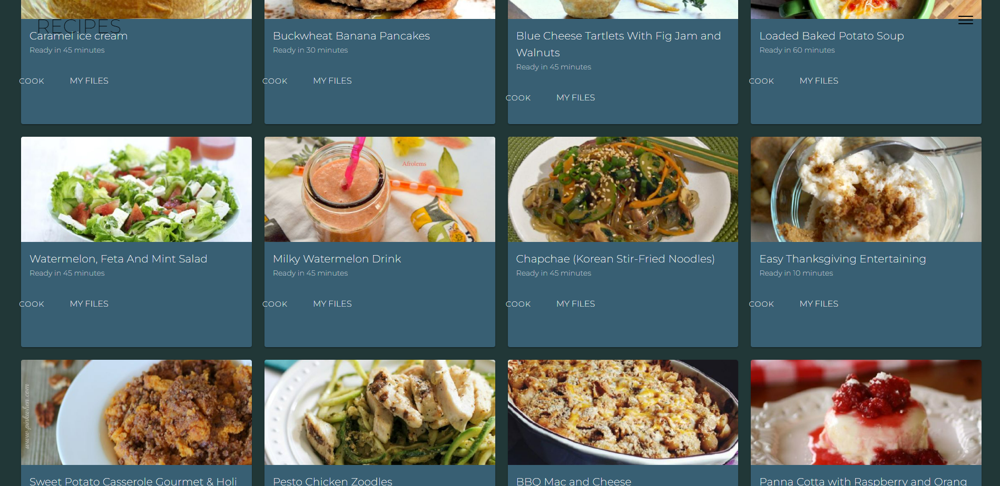 RECIPES
Caramel ice cream
Ready in 45 minutes
COOK MY FILES
Buckwheat Banana Pancakes
Ready in 30 minutes
COOK MY FILES
Blue Cheese Tartlets With Fig Jam and
Walnuts
Ready in 45 minutes
COOK MY FILES
Loaded Baked Potato Soup
Ready in 60 minutes
COOK MY FILES
Watermelon, Feta And Mint Salad
Ready in 45 minutes
COOK MY FILES
Afrolems
Milky Watermelon Drink
Ready in 45 minutes
COOK MY FILES
Chapchae (Korean Stir-Fried Noodles)
Ready in 45 minutes
COOK MY FILES
Easy Thanksgiving Entertaining
Ready in 10 minutes
COOK MY FILES
www.pinkwhen.com
Sweet Potato Casserole Gourmet & Holi
Pesto Chicken Zoodles
BBQ Mac and Cheese
Panna Cotta with Raspberry and Orang